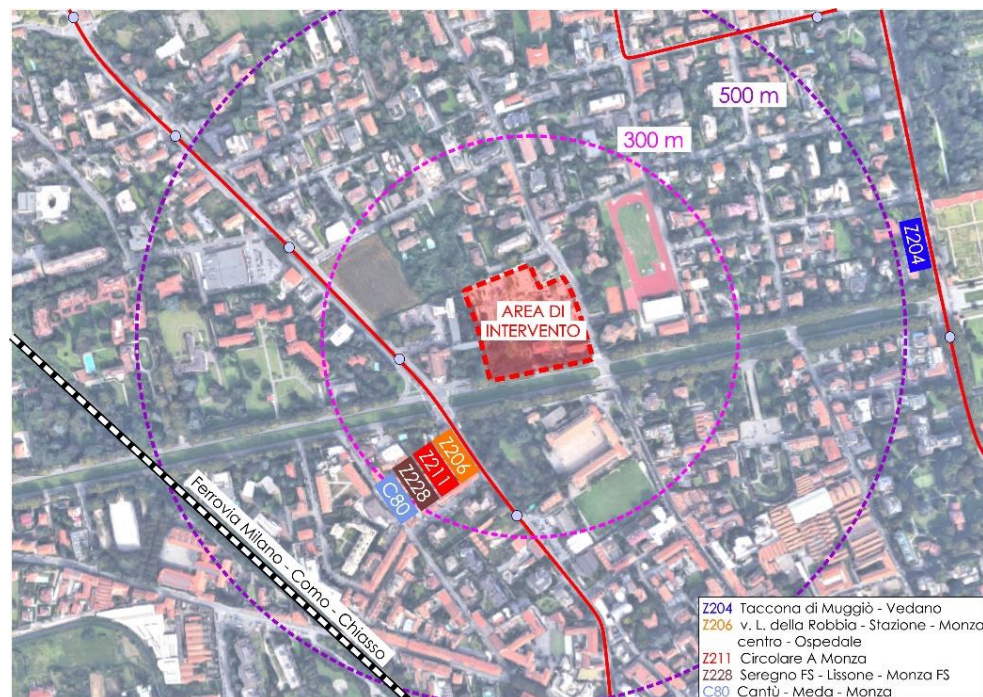 500 m
300 m
Z204
AREA DI
INTERVENTO
Z206
Z211
Z228
C80
Ferrovia Milano - Como - Chiasso
Z204 Taccona di Muggiò - Vedano
Z206 v. L. della Robbia - Stazione - Monza
centro - Ospedale
Z211 Circolare A Monza
Z228 Seregno FS - Lissone - Monza FS
C80 Cantù - Meda - Monza